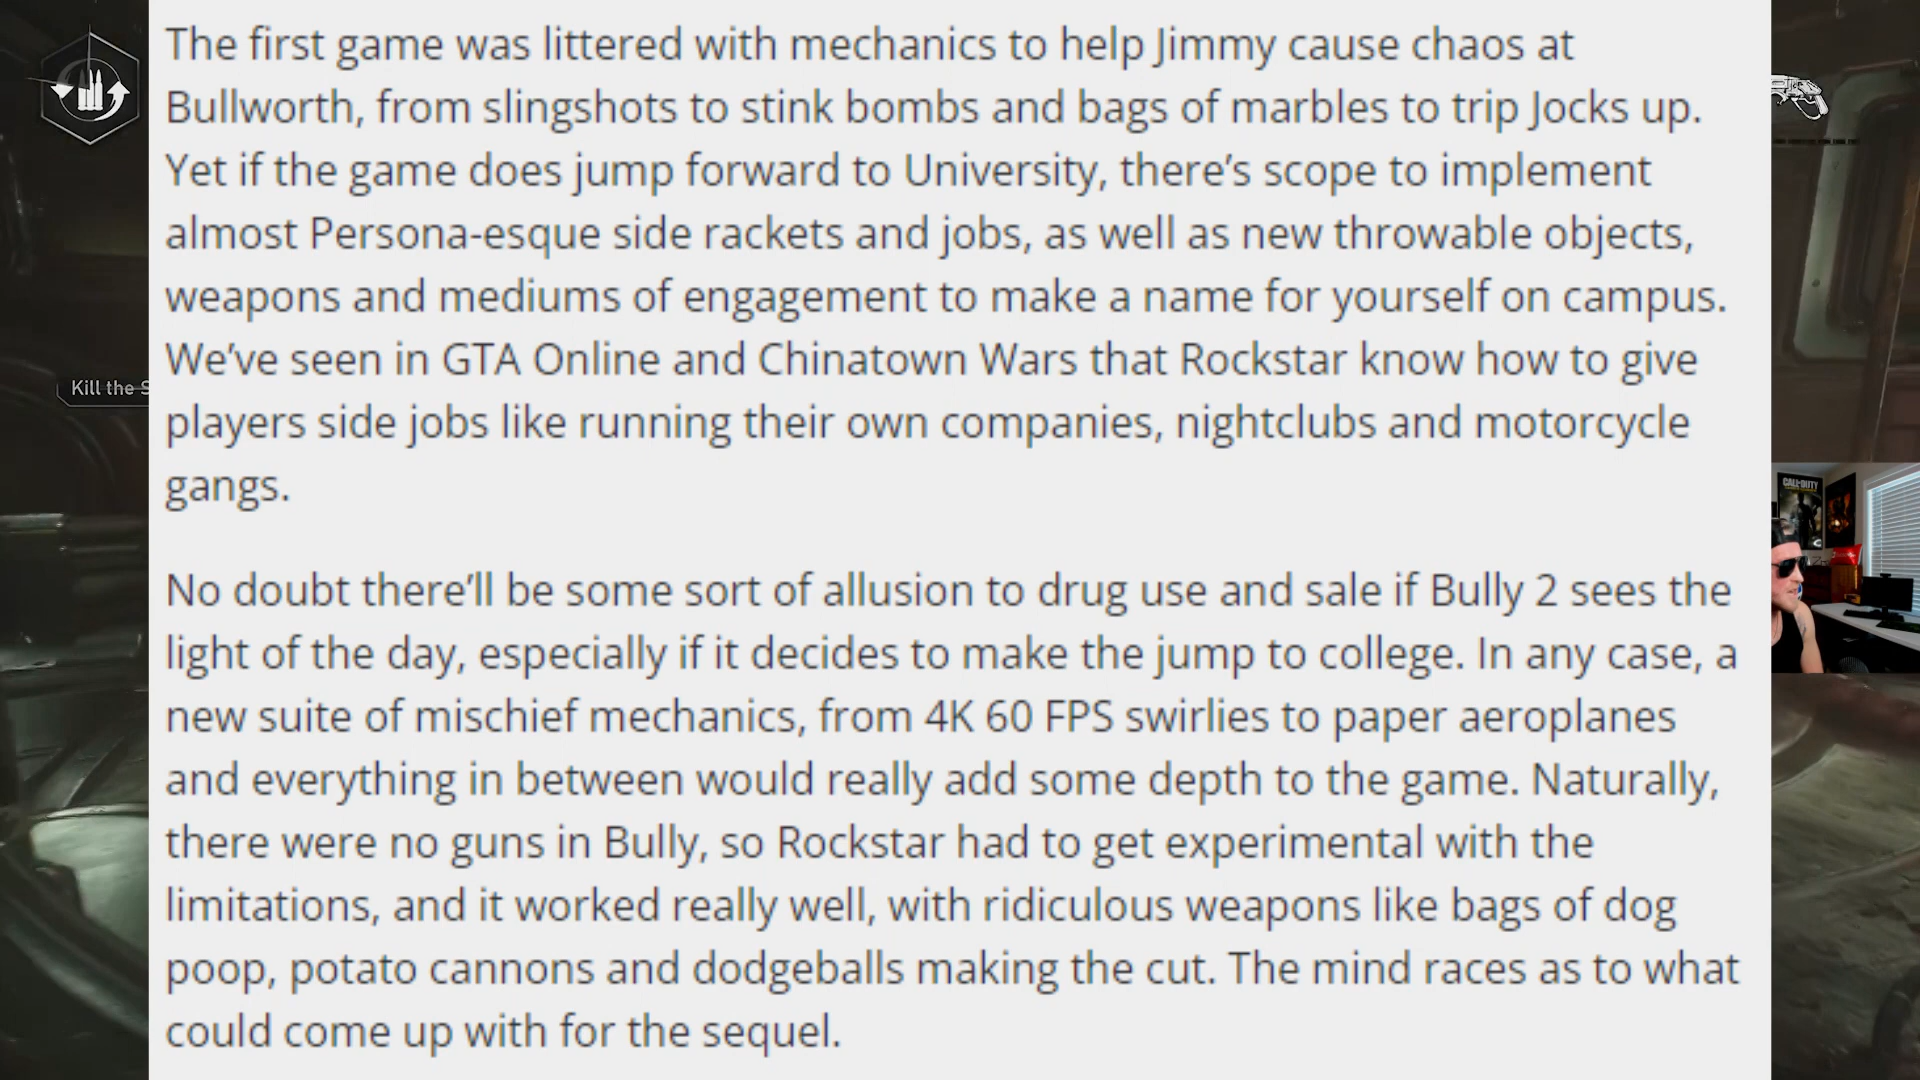 The first game was littered with mechanics to help Jimmy cause chaos at
Bullworth, from slingshots to stink bombs and bags of marbles to trip Jocks up.
Yet if the game does jump forward to University, there’s scope to implement
almost Persona-esque side rackets and jobs, as well as new throwable objects,
weapons and mediums of engagement to make a name for yourself on campus.
We’ve seen in GTA Online and Chinatown Wars that Rockstar know how to give
Kill the S
players side jobs like running their own companies, nightclubs and motorcycle
gangs.
CALL OF DUTY
No doubt there’ll be some sort of allusion to drug use and sale if Bully 2 sees the
light of the day, especially if it decides to make the jump to college. In any case, a
new suite of mischief mechanics, from 4K 60 FPS swirlies to paper aeroplanes
and everything in between would really add some depth to the game. Naturally,
there were no guns in Bully, so Rockstar had to get experimental with the
limitations, and it worked really well, with ridiculous weapons like bags of dog
poop, potato cannons and dodgeballs making the cut. The mind races as to what
could come up with for the sequel.